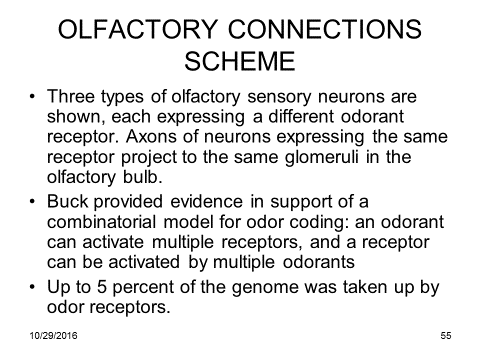 OLFACTORY CONNECTIONS
SCHEME
• Three types of olfactory sensory neurons are
shown, each expressing a different odorant
receptor. Axons of neurons expressing the same
receptor project to the same glomeruli in the
olfactory bulb.
• Buck provided evidence in support of a
combinatorial model for odor coding: an odorant
can activate multiple receptors, and a receptor
can be activated by multiple odorants
• Up to 5 percent of the genome was taken up by
odor receptors.
10/29/2016 55